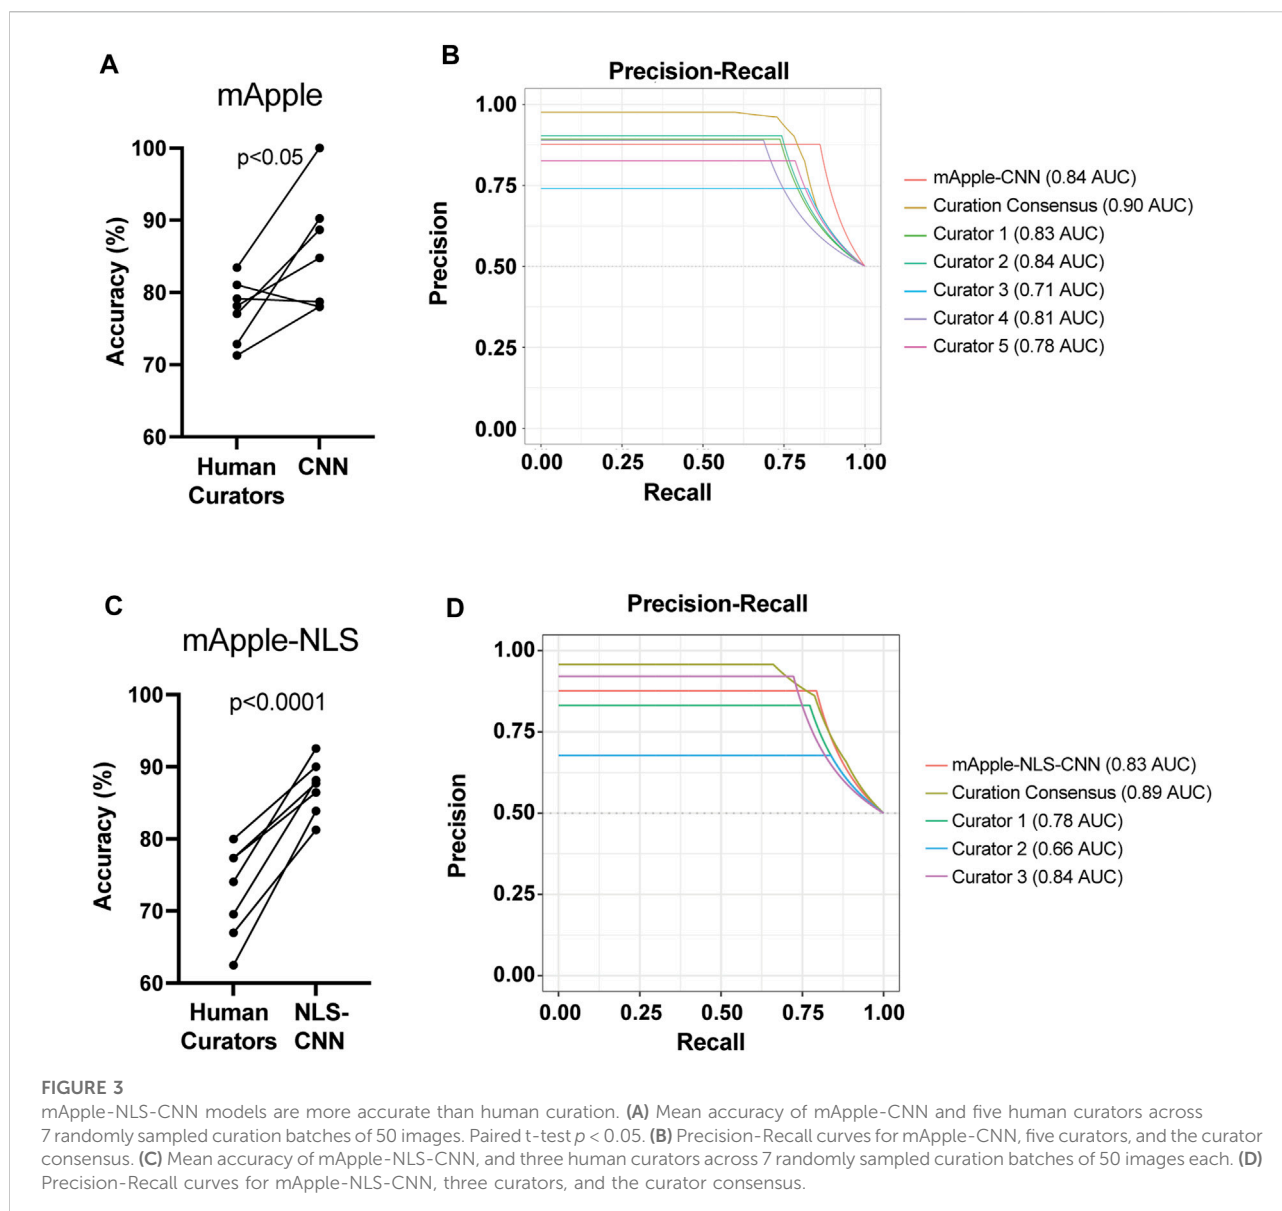 A
mApple
p<0.05
100
90
80
70
60
Accuracy (%)
Human
Curators
CNN
B
Precision-Recall
1.00
0.75
0.50
0.25
0.00
Precision
0.00 0.25 0.50 0.75 1.00
Recall
mApple-CNN (0.84 AUC)
Curation Consensus (0.90 AUC)
Curator 1 (0.83 AUC)
Curator 2 (0.84 AUC)
Curator 3 (0.71 AUC)
Curator 4 (0.81 AUC)
Curator 5 (0.78 AUC)
C
mApple-NLS
p<0.0001
100
90
80
70
60
Accuracy (%)
Human
Curators
NLS-
CNN
D
Precision-Recall
1.00
0.75
0.50
0.25
0.00
Precision
0.00 0.25 0.50 0.75 1.00
Recall
mApple-NLS-CNN (0.83 AUC)
Curation Consensus (0.89 AUC)
Curator 1 (0.78 AUC)
Curator 2 (0.66 AUC)
Curator 3 (0.84 AUC)
FIGURE 3
mApple-NLS-CNN models are more accurate than human curation. (A) Mean accuracy of mApple-CNN and five human curators across
7 randomly sampled curation batches of 50 images. Paired t-test p < 0.05. (B) Precision-Recall curves for mApple-CNN, five curators, and the curator
consensus. (C) Mean accuracy of mApple-NLS-CNN, and three human curators across 7 randomly sampled curation batches of 50 images each. (D)
Precision-Recall curves for mApple-NLS-CNN, three curators, and the curator consensus.